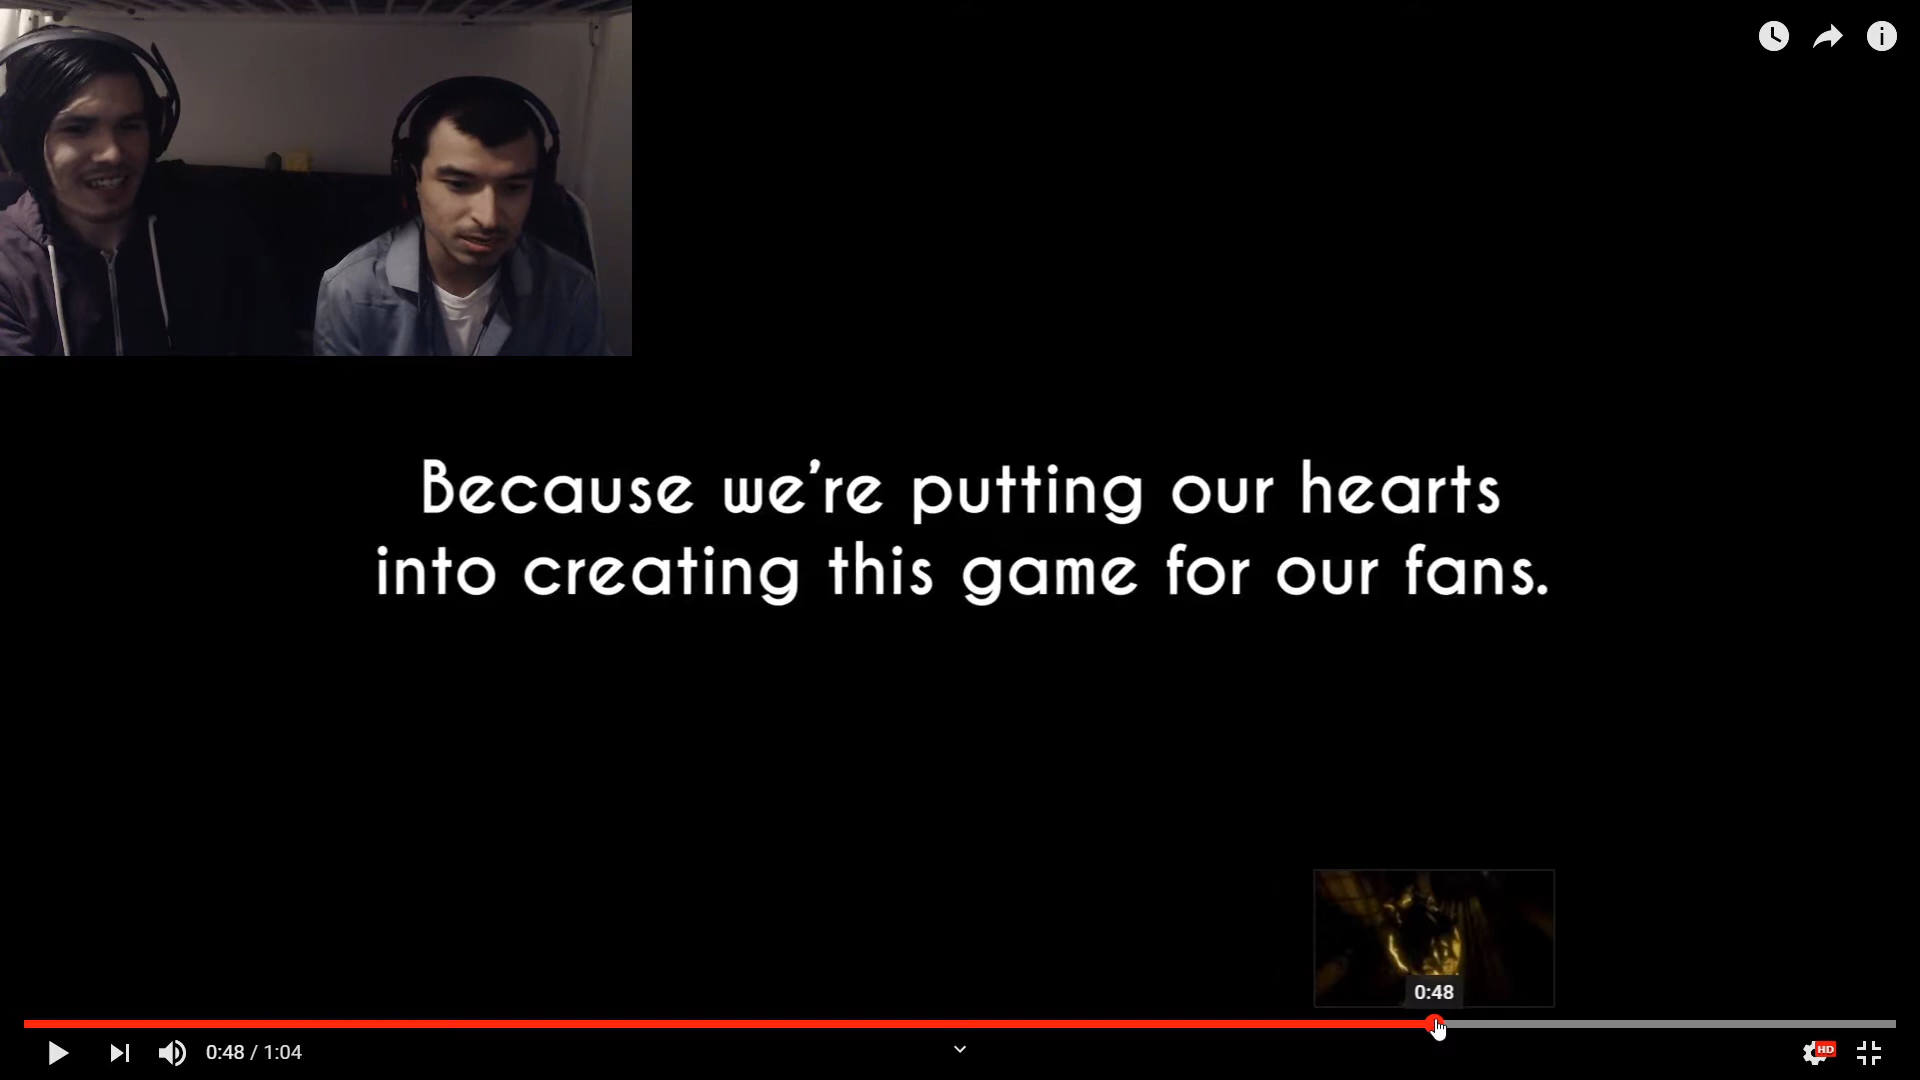 Because we're putting our hearts
into creating this game for our fans.
0:48
0:48 / 1:04
HD